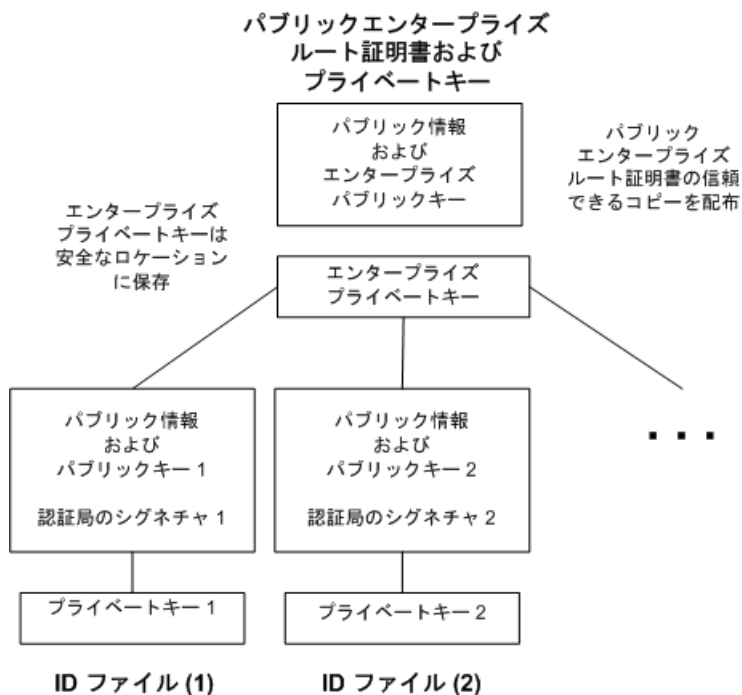 パブリックエンタープライズ
ルート証明書および
プライベートキー
パブリック情報
および
エンタープライズ
パブリックキー
パブリック
エンタープライズ
ルート証明書の信頼
できるコピーを配布
エンタープライズ
プライベートキーは
安全なロケーション
に保存
エンタープライズ
プライベートキー
パブリック情報
および
パブリックキー 1
認証局のシグネチャ 1
パブリック情報
および
パブリックキー 2
認証局のシグネチャ 2
. . .
プライベートキー 1
プライベートキー 2
ID ファイル (1)
ID ファイル (2)